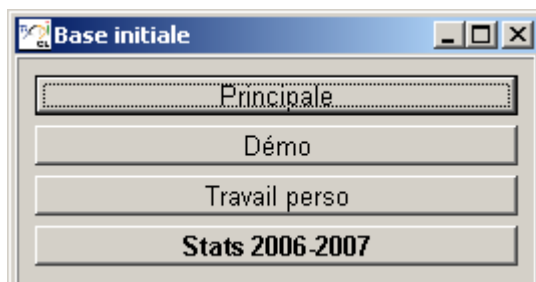 Base initiale
Principale
Démo
Travail perso
Stats 2006-2007